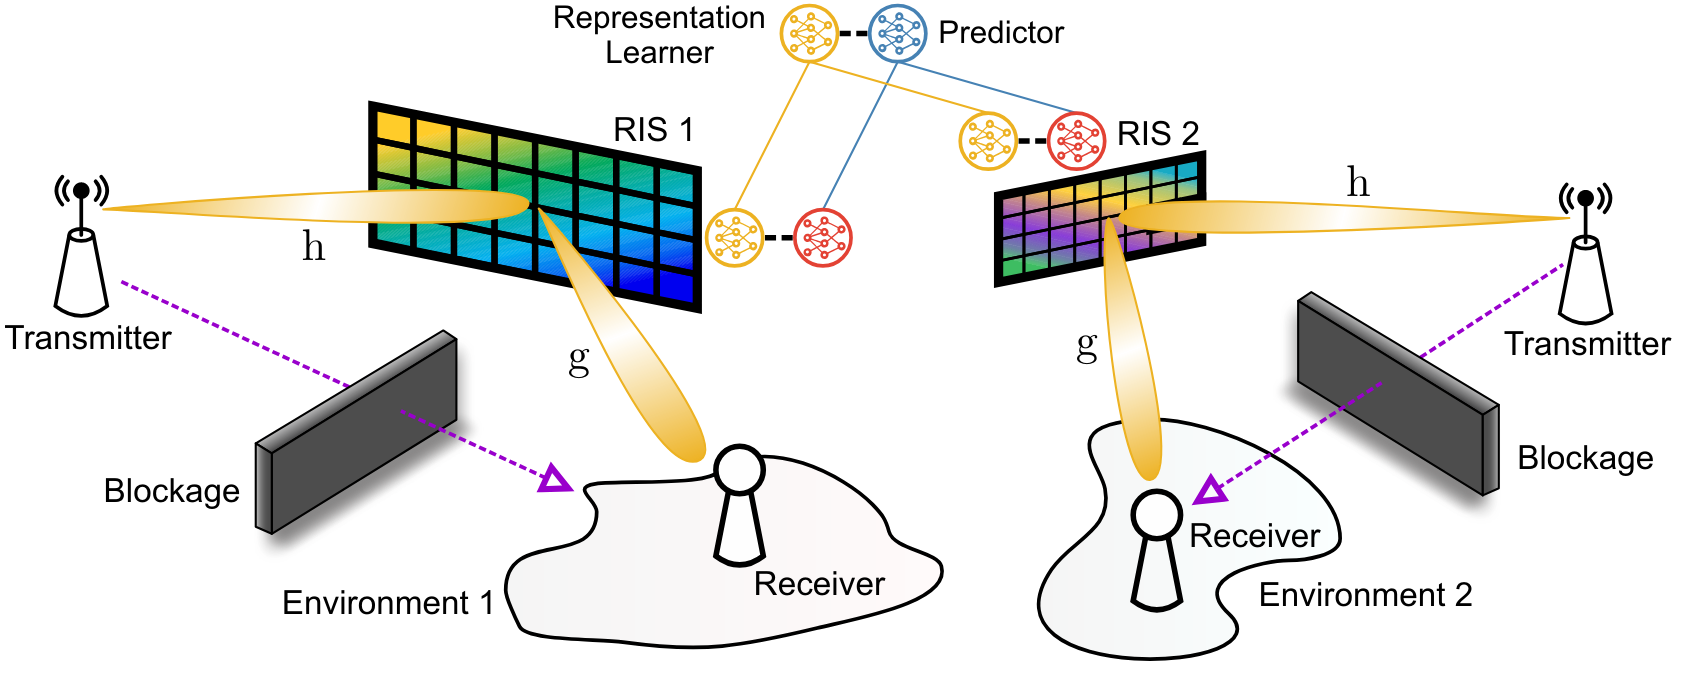 Representation
Learner
Predictor
RIS 1
RIS 2
h
h
Transmitter
g
g
Transmitter
Blockage
Blockage
Receiver
Receiver
Environment 1
Environment 2